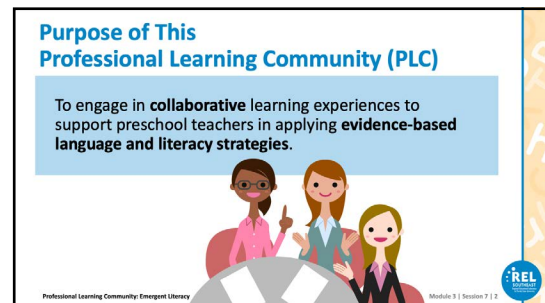 Purpose of This
Professional Learning Community (PLC)
To engage in collaborative learning experiences to
support preschool teachers in applying evidence-based
language and literacy strategies.
Professional Learning Community: Emergent Literacy
Module 3 | Session 7 | 2
REL
SOUTHEAST